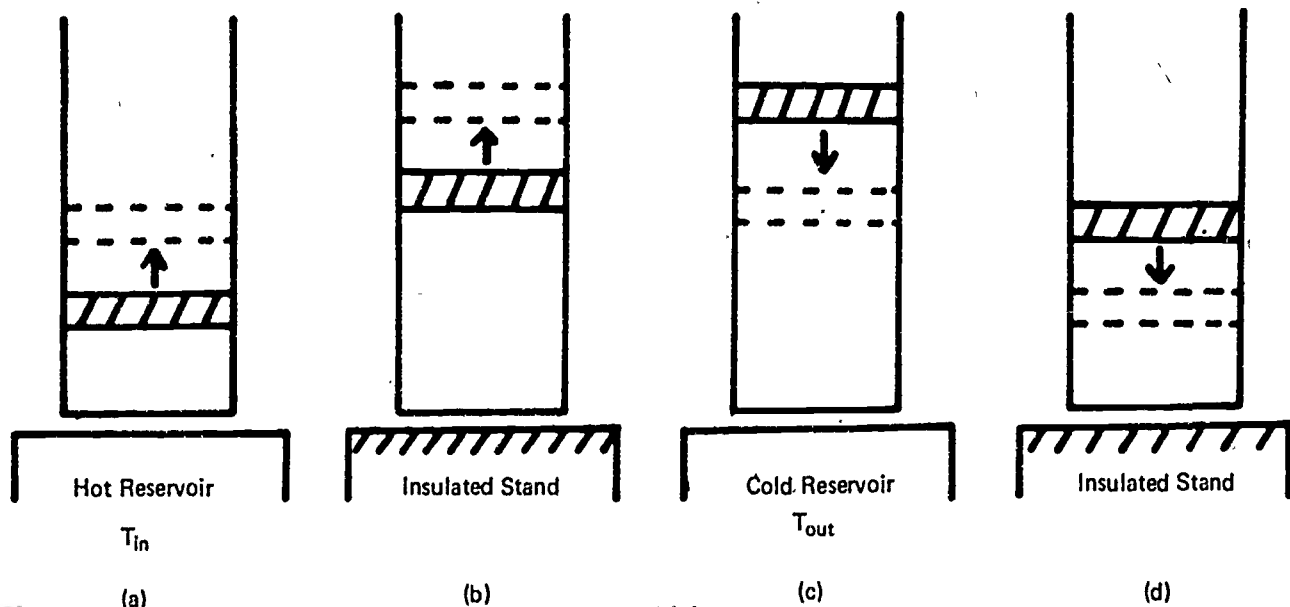 Hot Reservoir
T_in
(a)
Insulated Stand
(b)
Cold Reservoir
T_out
(c)
Insulated Stand
(d)